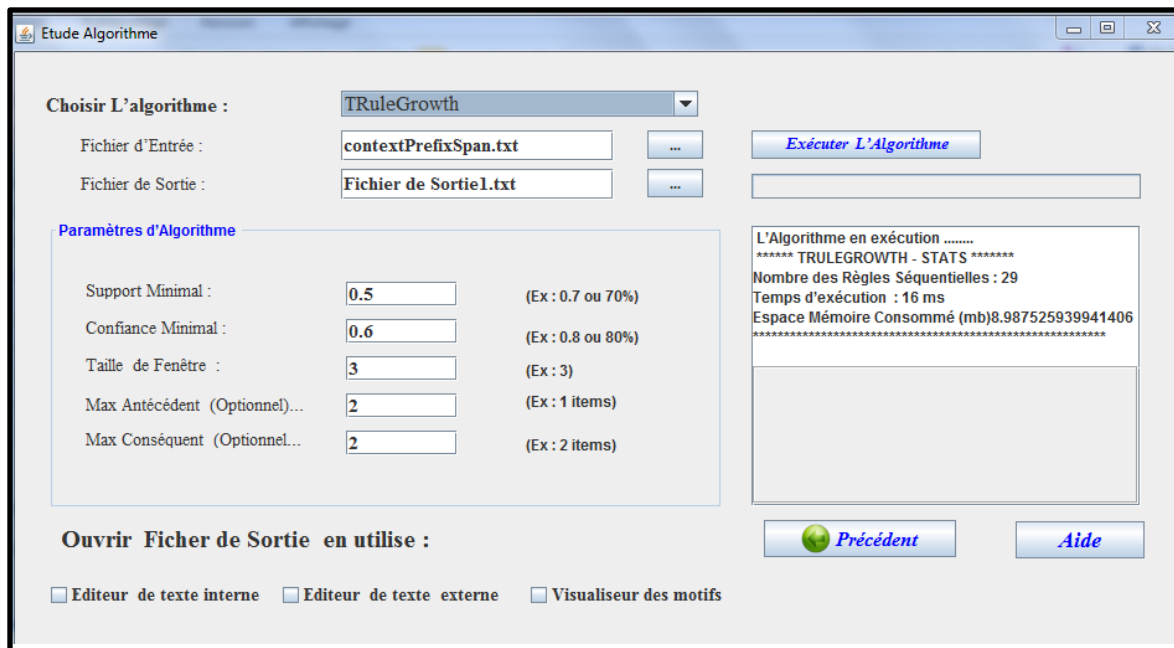 Etude Algorithme
Choisir L'algorithme :
TRuleGrowth
Fichier d'Entrée :
contextPrefixSpan.txt
...
Exécuter L'Algorithme
Fichier de Sortie :
Fichier de Sortie1.txt
...
Paramètres d'Algorithme
Support Minimal :
0.5
(Ex : 0.7 ou 70%)
Confiance Minimal :
0.6
(Ex : 0.8 ou 80%)
Taille de Fenêtre :
3
(Ex : 3)
Max Antécédent (Optionnel)...
2
(Ex : 1 items)
Max Conséquent (Optionnel...
2
(Ex : 2 items)
L'Algorithme en exécution ........
****** TRULEGROWTH - STATS *******
Nombre des Règles Séquentielles : 29
Temps d'exécution : 16 ms
Espace Mémoire Consommé (mb)8.987525939941406
********************************************************
Ouvrir Ficher de Sortie en utilise :
Précédent
Aide
Editeur de texte interne
Editeur de texte externe
Visualiseur des motifs